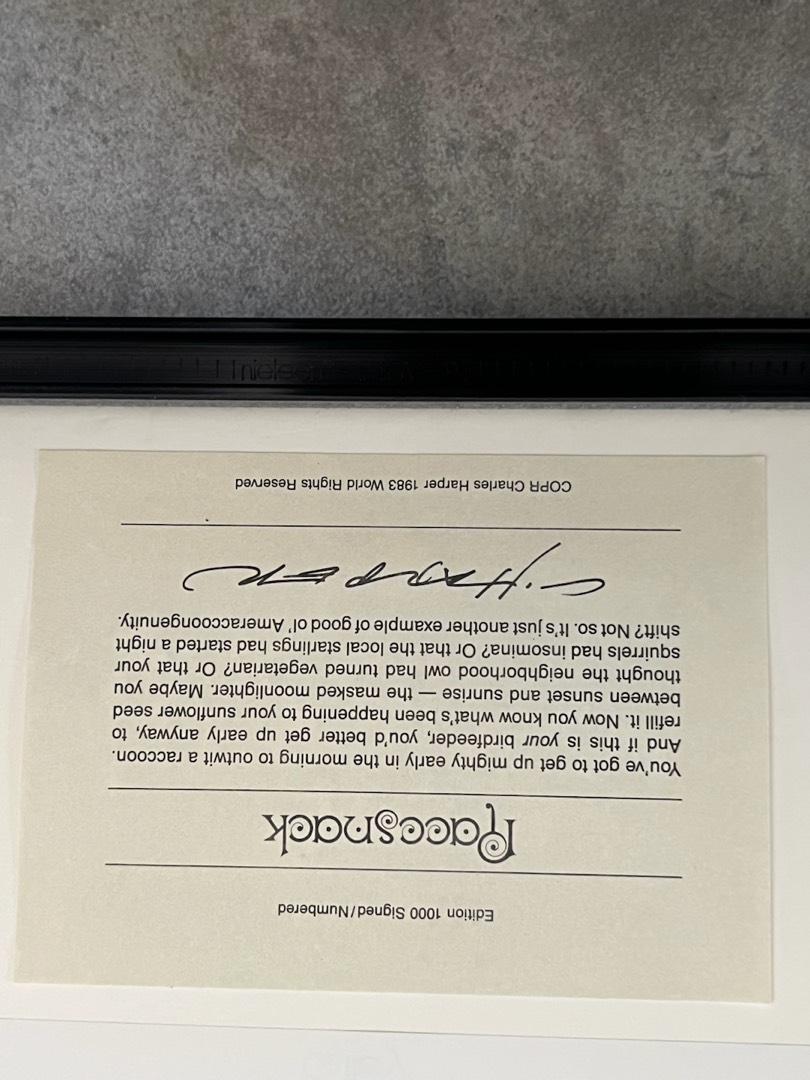 Edition 1000 Signed/Numbered
Raccsnack
You've got to get up mighty early in the morning to outwit a raccoon.
And if this is your birdfeeder, you'd better get up early anyway, to
refill it. Now you know what's been happening to your sunflower seed
between sunset and sunrise — the masked moonlighter. Maybe you
thought the neighborhood owl had turned vegetarian? Or that your
squirrels had insomina? Or that the local starlings had started a night
shift? Not so. It's just another example of good ol' Ameraccoongenuity.
C. HARPER
COPR Charles Harper 1983 World Rights Reserved